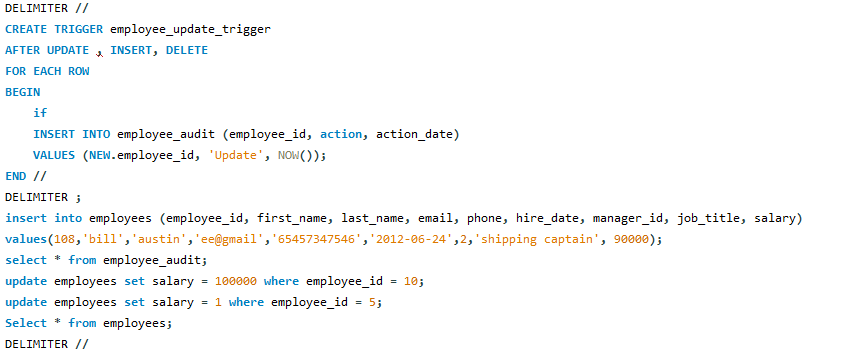 DELIMITER //
CREATE TRIGGER employee_update_trigger
AFTER UPDATE , INSERT, DELETE
FOR EACH ROW
BEGIN
    if
    INSERT INTO employee_audit (employee_id, action, action_date)
    VALUES (NEW.employee_id, 'Update', NOW());
END //
DELIMITER ;
insert into employees (employee_id, first_name, last_name, email, phone, hire_date, manager_id, job_title, salary)
values(108,'bill','austin','ee@gmail','65457347546','2012-06-24',2,'shipping captain', 90000);
select * from employee_audit;
update employees set salary = 100000 where employee_id = 10;
update employees set salary = 1 where employee_id = 5;
Select * from employees;
DELIMITER //